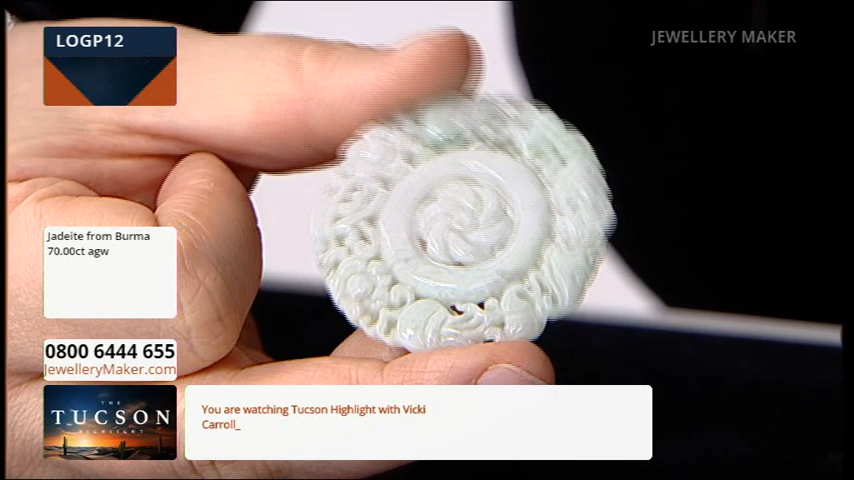 LOGP12
JEWELLERY MAKER
Jadeite from Burma
70.00ct agw
0800 6444 655
JewelleryMaker.com
THE
TUCSON
HIGHLIGHT
You are watching Tucson Highlight with Vicki
Carroll_